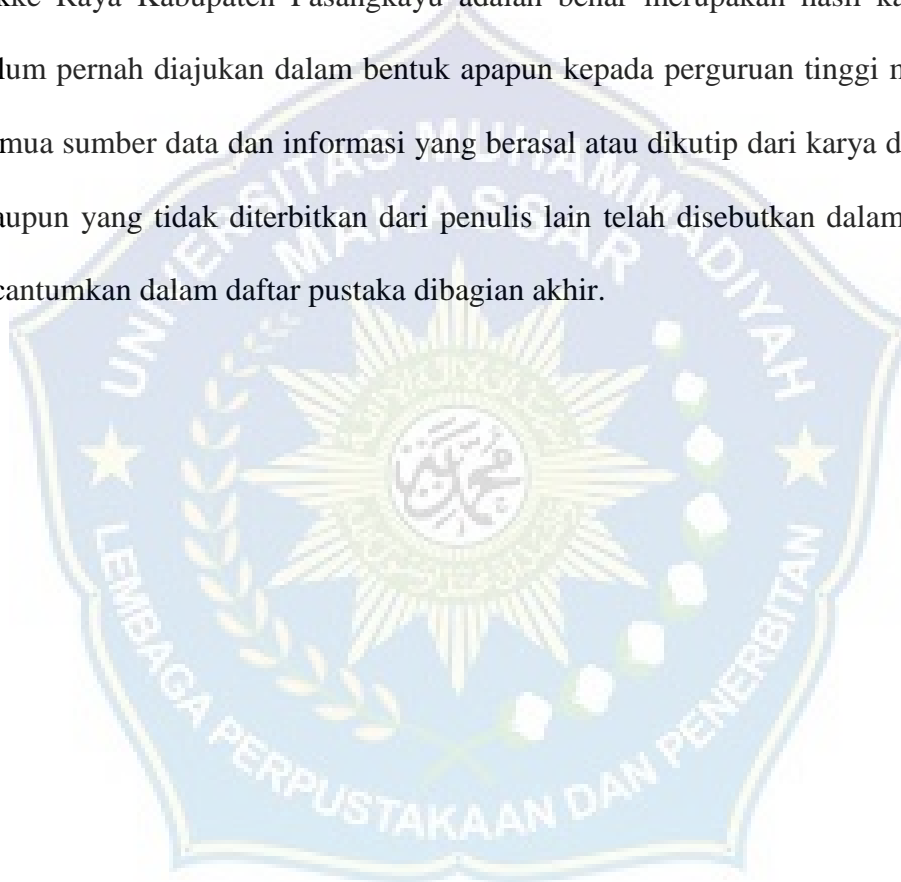 kke Raya Kabupaten Pasangkayu adalah benar merupakan hasil ka
lum pernah diajukan dalam bentuk apapun kepada perguruan tinggi
mua sumber data dan informasi yang berasal atau dikutip dari karya d
aupun yang tidak diterbitkan dari penulis lain telah disebutkan dalam
cantumkan dalam daftar pustaka dibagian akhir.
UNIVERSITAS MUHAMMADIYAH
MAKASSAR
محمدية
LEMBAGA PERPUSTAKAAN DAN PENERBITAN